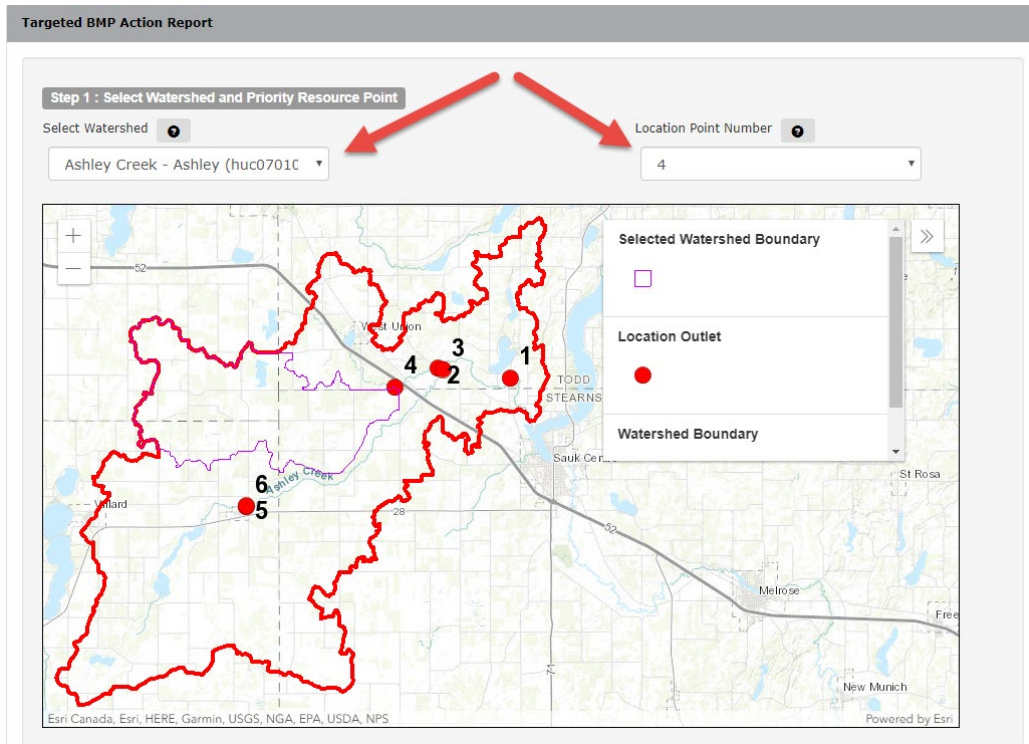 Targeted BMP Action Report
Step 1 : Select Watershed and Priority Resource Point
Select Watershed
Location Point Number
Ashley Creek - Ashley (huc07010
4
+
−
52
Selected Watershed Boundary
Location Outlet
Watershed Boundary
West Union
3
4
2
1
TODD
STEARNS
Sauk Centre
St Rosa
Ashley Creek
6
5
28
52
Melrose
Free
71
New Munich
Esri Canada, Esri, HERE, Garmin, USGS, NGA, EPA, USDA, NPS
Powered by Esri